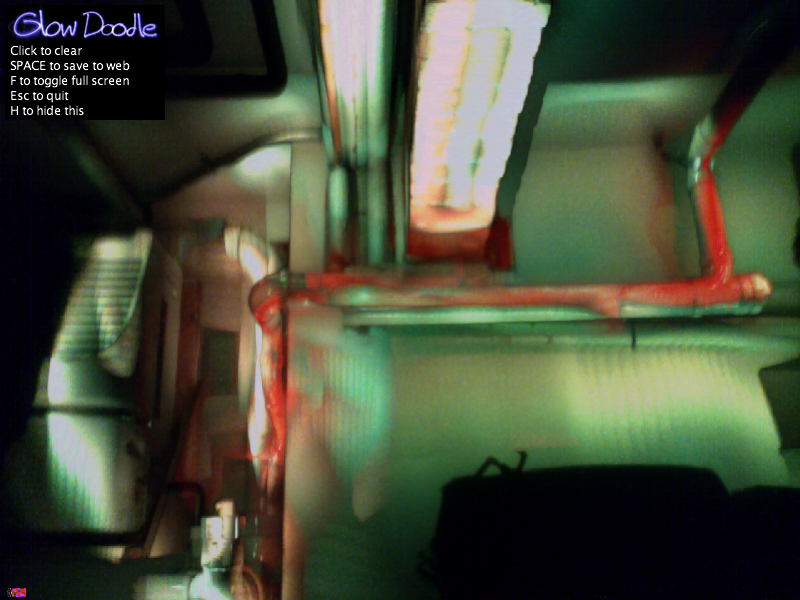 Glow Doodle
Click to clear
SPACE to save to web
F to toggle full screen
Esc to quit
H to hide this